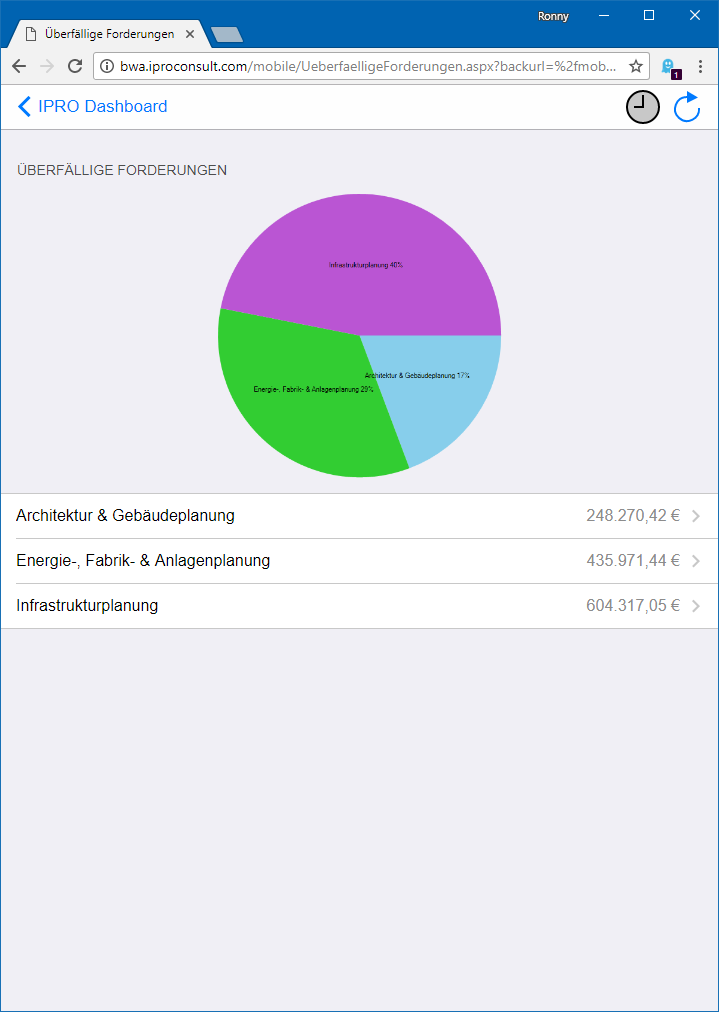 Ronny
Überfällige Forderungen
bwa.iproconsult.com/mobile/UeberfaelligeForderungen.aspx?backurl=%2fmob...
1
IPRO Dashboard
ÜBERFÄLLIGE FORDERUNGEN
Infrastrukturplanung 40%
Architektur & Gebäudeplanung 17%
Energie-, Fabrik- & Anlagenplanung 29%
Architektur & Gebäudeplanung 248.270,42 €
Energie-, Fabrik- & Anlagenplanung 435.971,44 €
Infrastrukturplanung 604.317,05 €